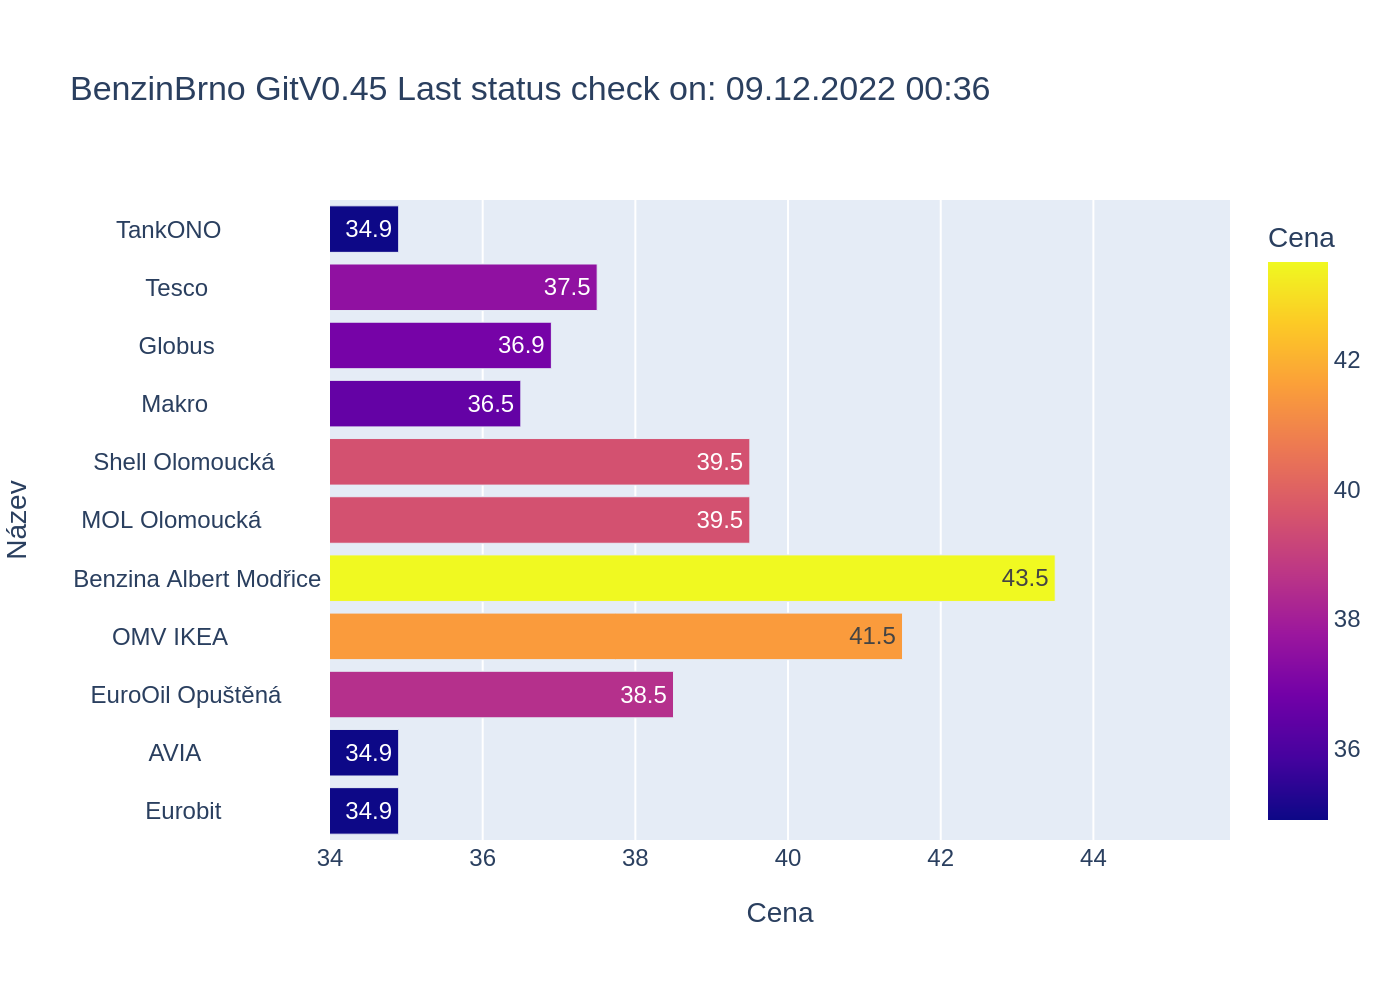 BenzinBrno GitV0.45 Last status check on: 09.12.2022 00:36
Cena
TankONO 34.9
Tesco 37.5
Globus 36.9
Makro 36.5
Shell Olomoucká 39.5
MOL Olomoucká 39.5
Benzina Albert Modřice 43.5
OMV IKEA 41.5
EuroOil Opuštěná 38.5
AVIA 34.9
Eurobit 34.9
Název
34 36 38 40 42 44
Cena
42
40
38
36